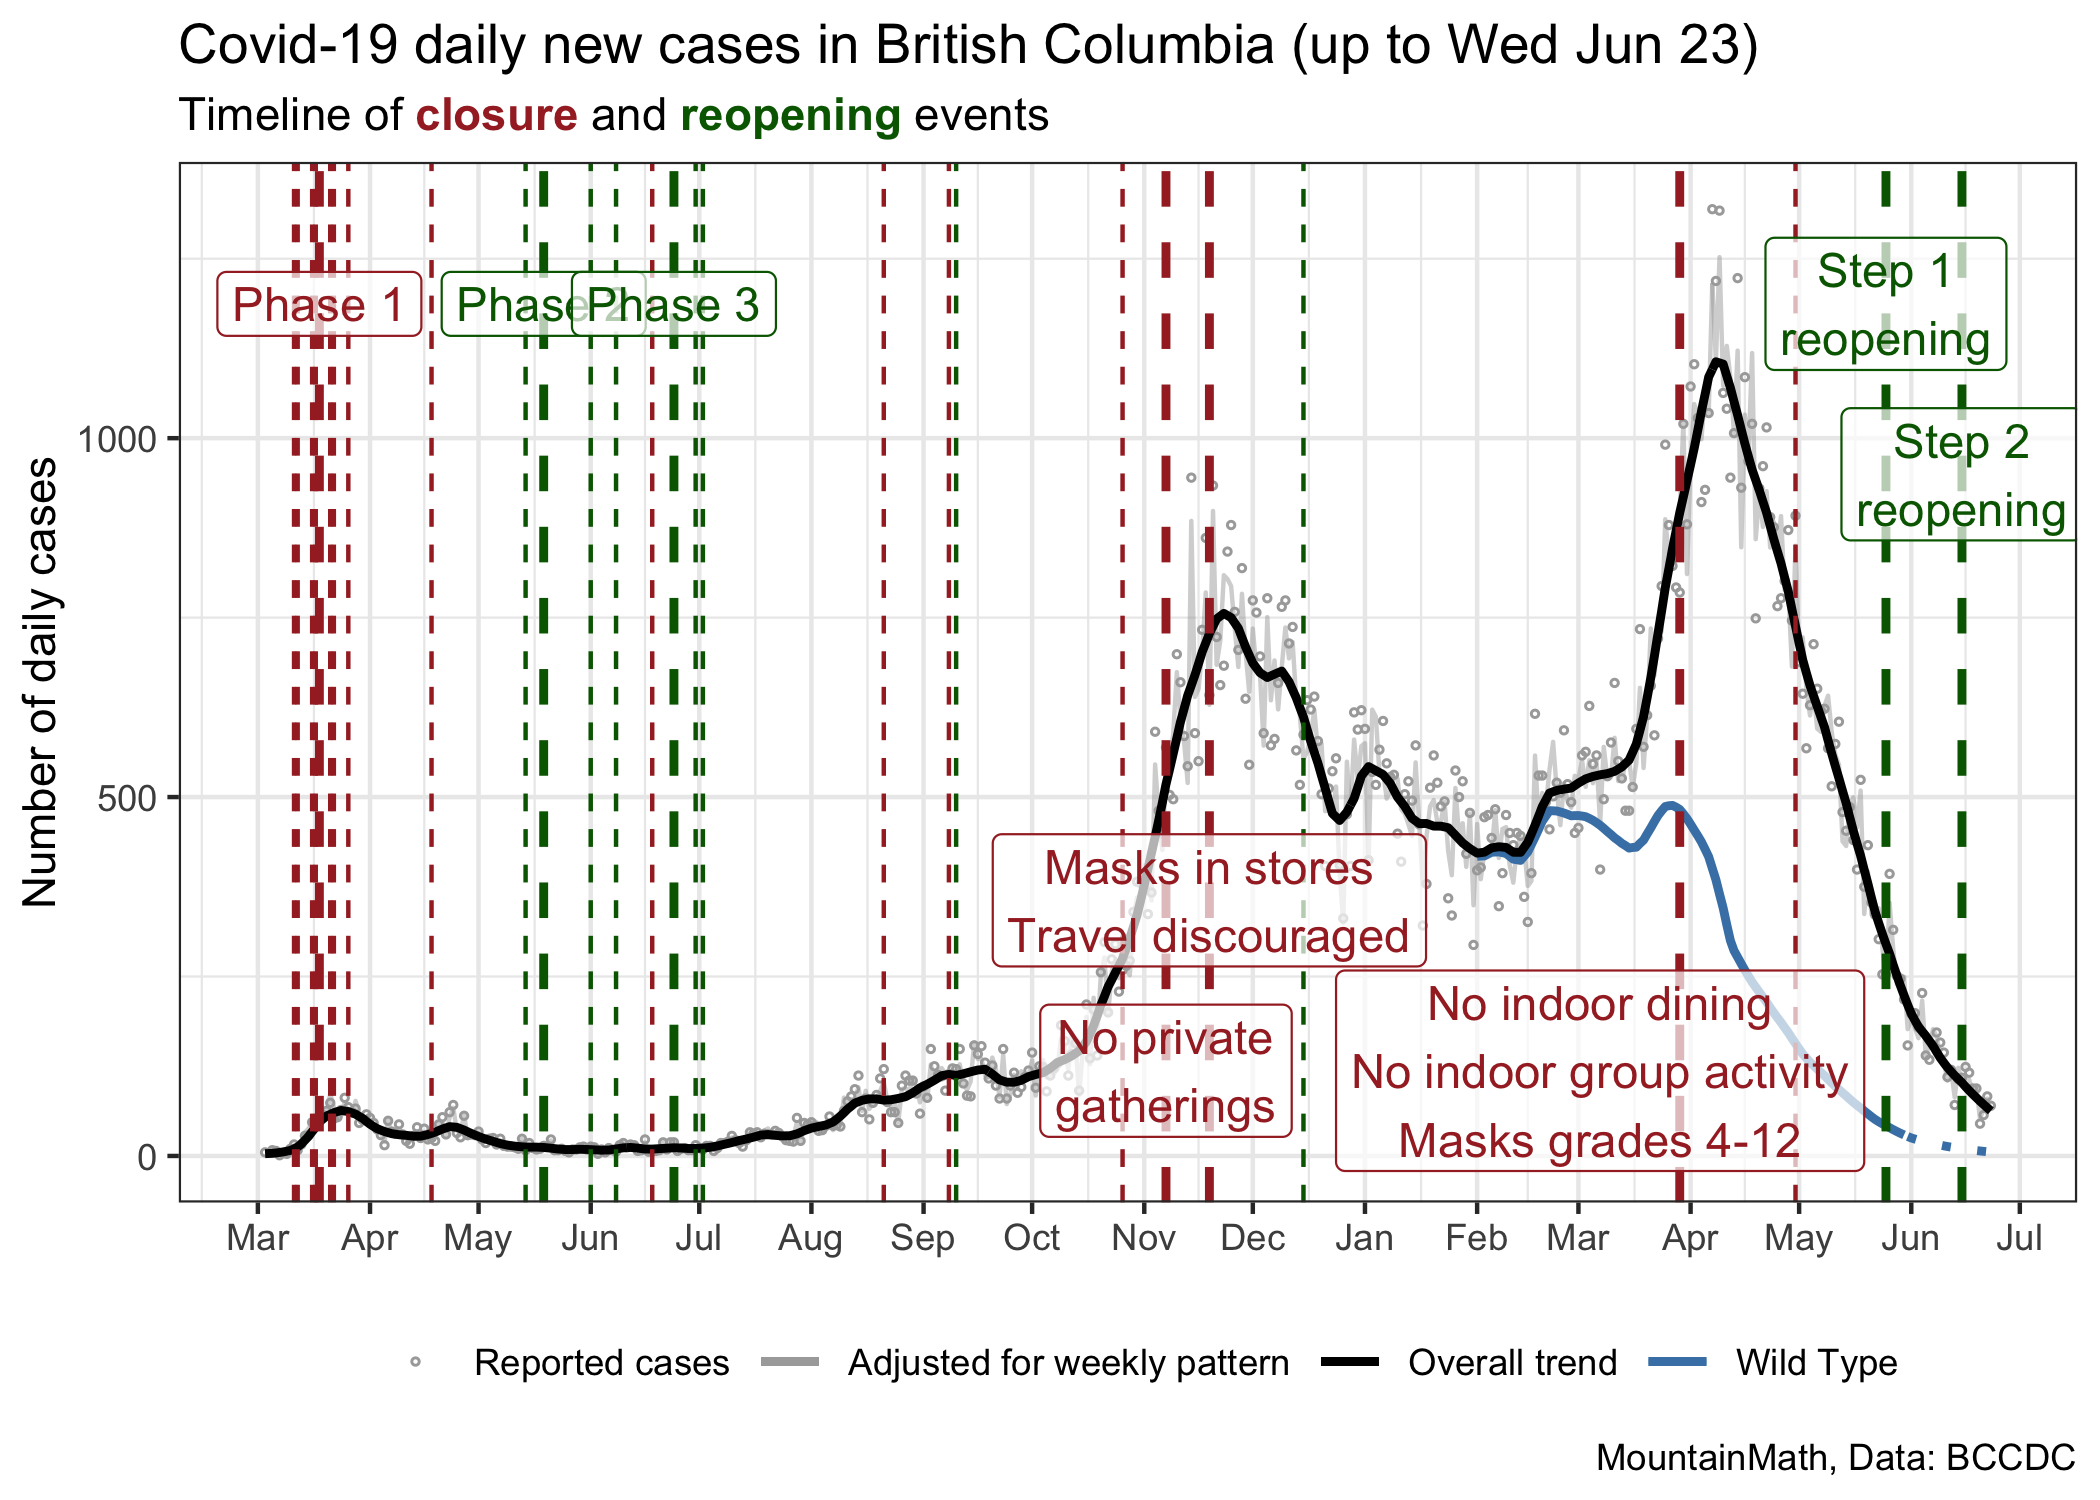 Covid-19 daily new cases in British Columbia (up to Wed Jun 23)
Timeline of closure and reopening events
Number of daily cases
1000
500
0
Phase 1
Phase 2
Phase 3
Step 1
reopening
Step 2
reopening
Masks in stores
Travel discouraged
No private
gatherings
No indoor dining
No indoor group activity
Masks grades 4-12
Mar Apr May Jun Jul Aug Sep Oct Nov Dec Jan Feb Mar Apr May Jun Jul
Reported cases Adjusted for weekly pattern Overall trend Wild Type
MountainMath, Data: BCCDC